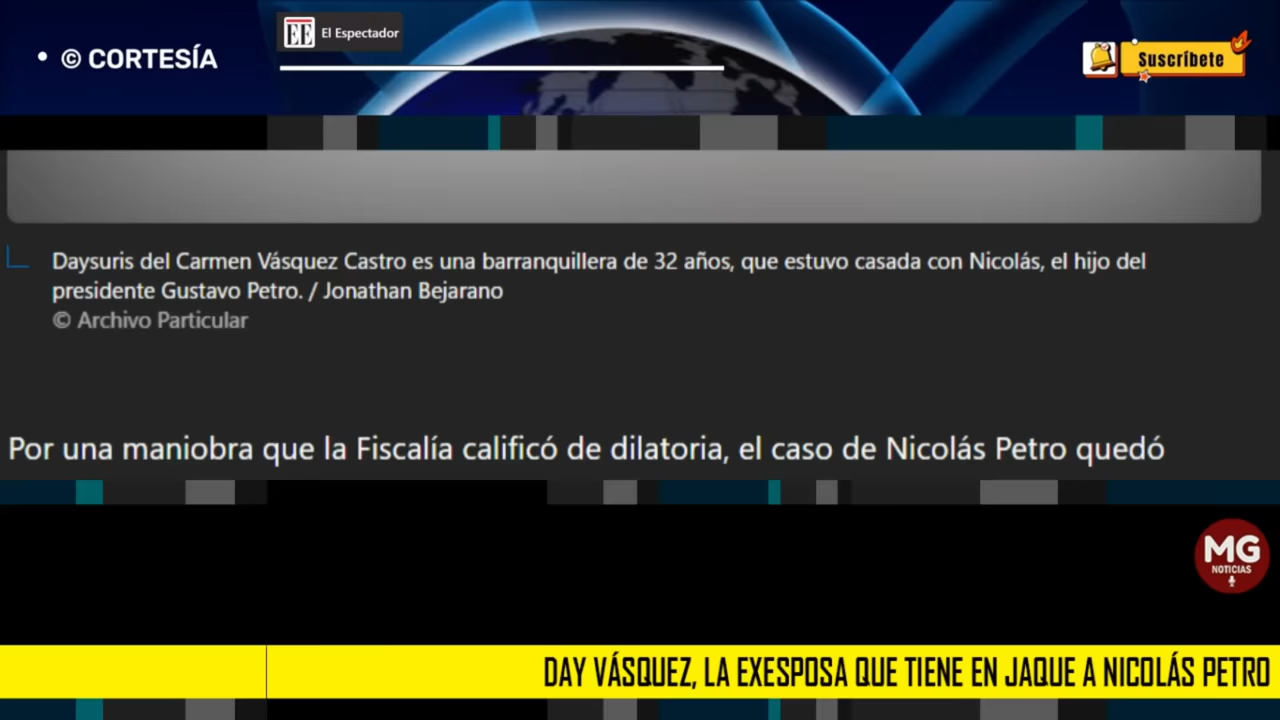 • © CORTESÍA
EE El Espectador
Suscríbete
Daysuris del Carmen Vásquez Castro es una barranquillera de 32 años, que estuvo casada con Nicolás, el hijo del
presidente Gustavo Petro. / Jonathan Bejarano
© Archivo Particular
Por una maniobra que la Fiscalía calificó de dilatoria, el caso de Nicolás Petro quedó
MG
NOTICIAS
DAY VÁSQUEZ, LA EXESPOSA QUE TIENE EN JAQUE A NICOLÁS PETRO